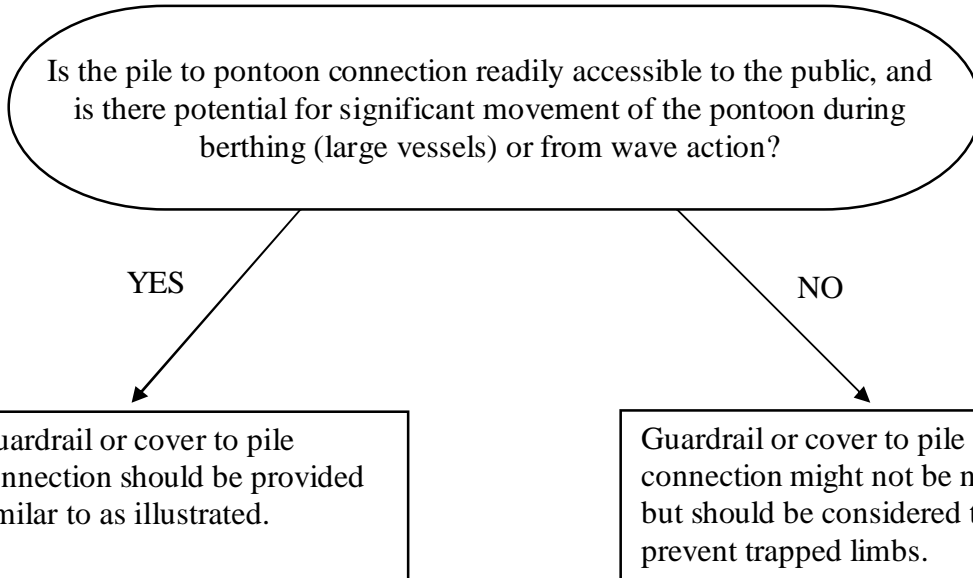 Is the pile to pontoon connection readily accessible to the public, and
is there potential for significant movement of the pontoon during
berthing (large vessels) or from wave action?
YES
NO
uardrail or cover to pile
nnection should be provided
milar to as illustrated.
Guardrail or cover to pile
connection might not be n
but should be considered t
prevent trapped limbs.